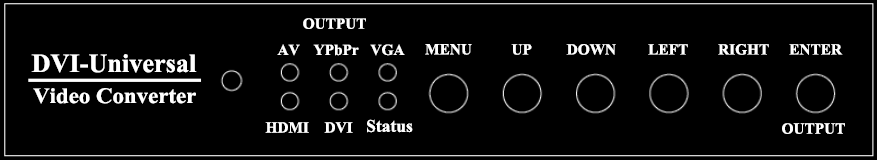 OUTPUT
DVI-Universal
Video Converter
AV YPbPr VGA
HDMI DVI Status
MENU UP DOWN LEFT RIGHT ENTER
OUTPUT